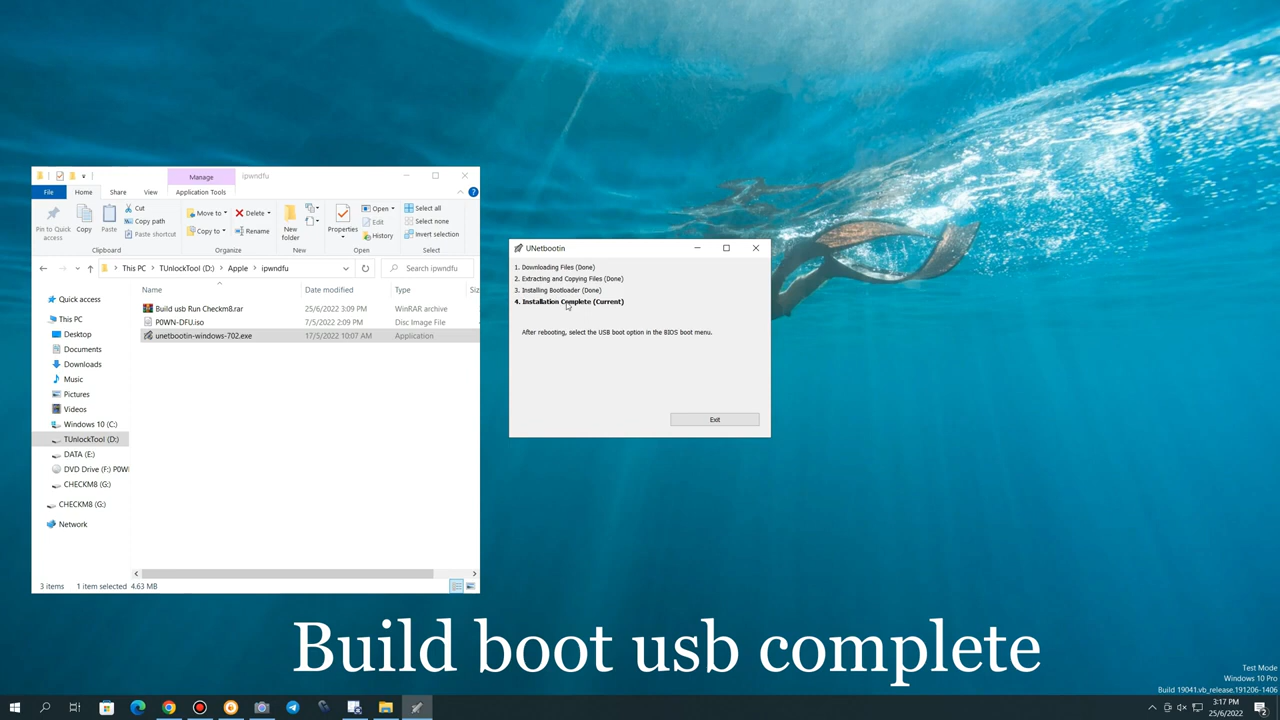 Manage
ipwndfu
File
Home
Share
View
Application Tools
Pin to Quick
access
Copy
Paste
Cut
Copy path
Paste shortcut
Clipboard
Move to
Copy to
Delete
Rename
Organize
New
folder
New
Properties
Open
Edit
History
Open
Select all
Select none
Invert selection
Select
This PC > TUnlockTool (D:) > Apple > ipwndfu
Search ipwndfu
Name
Date modified
Type
Siz
Build usb Run Checkm8.rar
25/6/2022 3:09 PM
WinRAR archive
P0WN-DFU.iso
7/5/2022 2:09 PM
Disc Image File
unetbootin-windows-702.exe
17/5/2022 10:07 AM
Application
Quick access
This PC
Desktop
Documents
Downloads
Music
Pictures
Videos
Windows 10 (C:)
TUnlockTool (D:)
DATA (E:)
DVD Drive (F:) P0WI
CHECKM8 (G:)
CHECKM8 (G:)
Network
3 items
1 item selected 4.63 MB
UNetbootin
1. Downloading Files (Done)
2. Extracting and Copying Files (Done)
3. Installing Bootloader (Done)
4. Installation Complete (Current)
After rebooting, select the USB boot option in the BIOS boot menu.
Exit
Build boot usb complete
Test Mode
Windows 10 Pro
Build 19041.vb_release.191206-1406
3:17 PM
25/6/2022
2